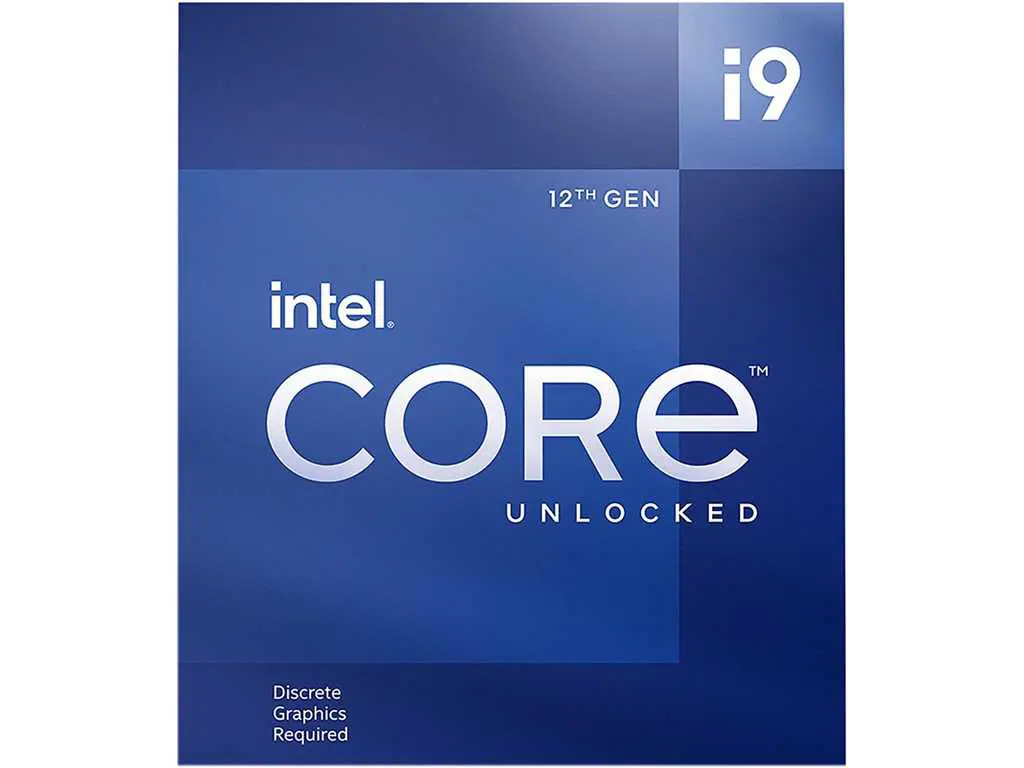 i9
12TH GEN
intel®
CORE™
UNLOCKED
Discrete
Graphics
Required